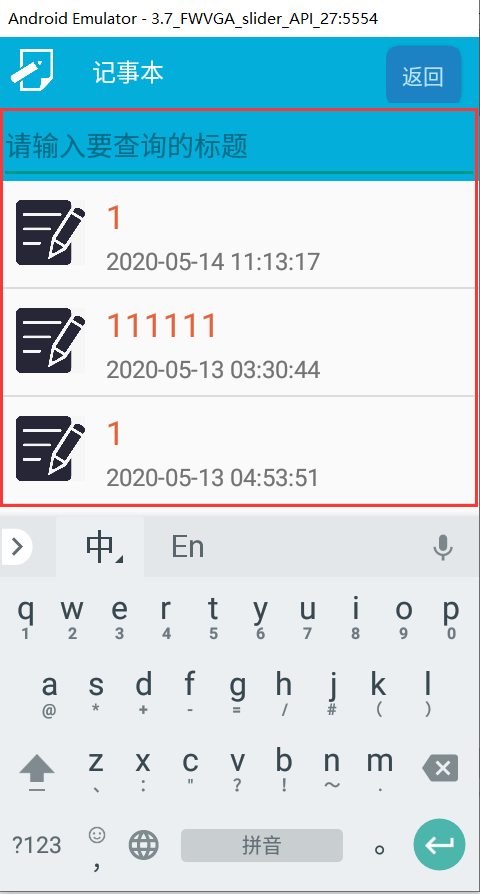 Android Emulator - 3.7_FWVGA_slider_API_27:5554
记事本
返回
请输入要查询的标题
1
2020-05-14 11:13:17
111111
2020-05-13 03:30:44
1
2020-05-13 04:53:51
中 En
q w e r t y u i o p
1 2 3 4 5 6 7 8 9 0
a s d f g h j k l
@ * + - = / # ( )
z x c v b n m
、 : " ? ! ～ .
?123 , 拼音 。